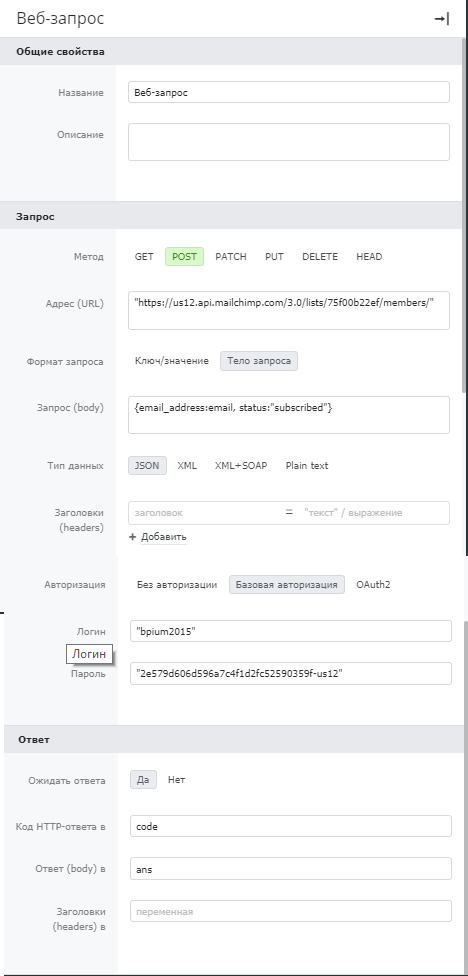 Веб-запрос
Общие свойства
Название Веб-запрос
Описание
Запрос
Метод GET POST PATCH PUT DELETE HEAD
Адрес (URL) "https://us12.api.mailchimp.com/3.0/lists/75f00b22ef/members/"
Формат запроса Ключ/значение Тело запроса
Запрос (body) {email_address:email, status:"subscribed"}
Тип данных JSON XML XML+SOAP Plain text
Заголовки заголовок = "текст" / выражение
(headers)
+ Добавить
Авторизация Без авторизации Базовая авторизация OAuth2
Логин "bpium2015"
Логин
Пароль "2e579d606d596a7c4f1d2fc52590359f-us12"
Ответ
Ожидать ответа Да Нет
Код HTTP-ответа в code
Ответ (body) в ans
Заголовки переменная
(headers) в